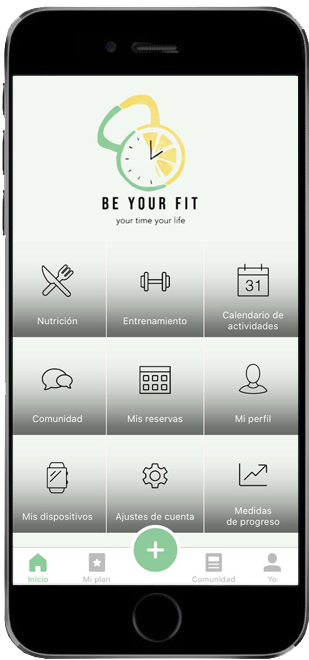 BE YOUR FIT
your time your life
Nutrición
Entrenamiento
31
Calendario de
actividades
Comunidad
Mis reservas
Mi perfil
Mis dispositivos
Ajustes de cuenta
Medidas
de progreso
Inicio
Mi plan
Comunidad
Yo